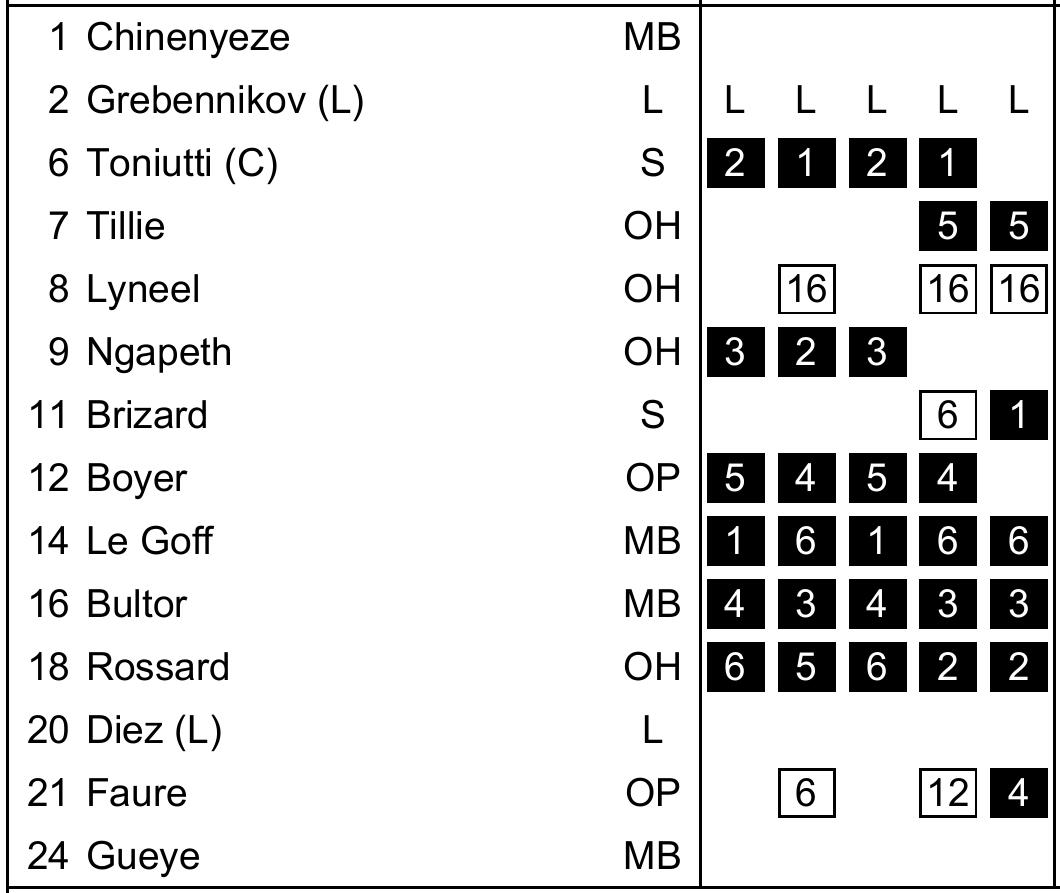 1 Chinenyeze MB
2 Grebennikov (L) L L L L L L
6 Toniutti (C) S 2 1 2 1
7 Tillie OH 5 5
8 Lyneel OH 16 16 16
9 Ngapeth OH 3 2 3
11 Brizard S 6 1
12 Boyer OP 5 4 5 4
14 Le Goff MB 1 6 1 6 6
16 Bultor MB 4 3 4 3 3
18 Rossard OH 6 5 6 2 2
20 Diez (L) L
21 Faure OP 6 12 4
24 Gueye MB